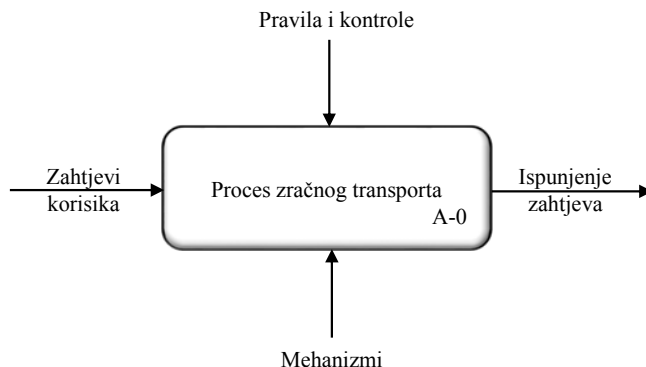 Pravila i kontrole
Zahtjevi
korisika
Proces zračnog transporta
A-0
Ispunjenje
zahtjeva
Mehanizmi